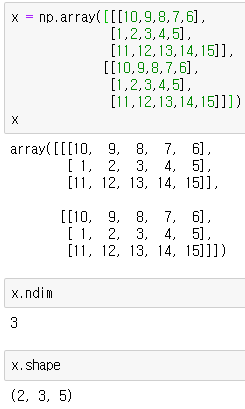 x = np.array([[[10,9,8,7,6],
[1,2,3,4,5],
[11,12,13,14,15]],
[[10,9,8,7,6],
[1,2,3,4,5],
[11,12,13,14,15]]])
x
array([[[10, 9, 8, 7, 6],
[ 1, 2, 3, 4, 5],
[11, 12, 13, 14, 15]],
[[10, 9, 8, 7, 6],
[ 1, 2, 3, 4, 5],
[11, 12, 13, 14, 15]]])
x.ndim
3
x.shape
(2, 3, 5)